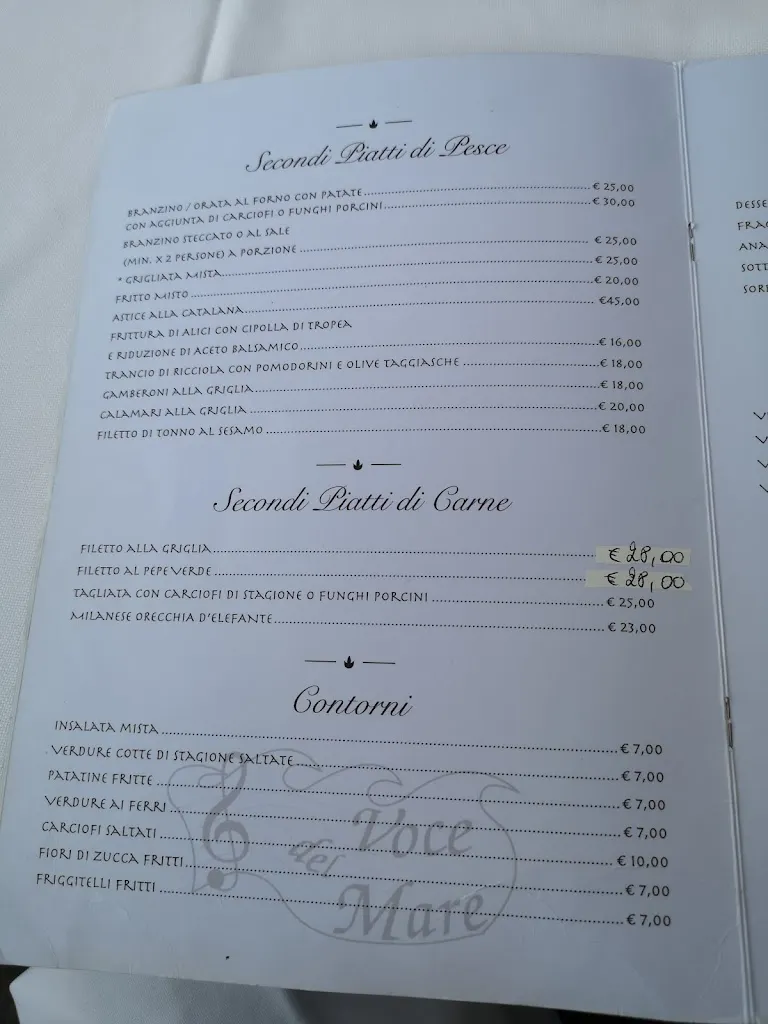 Secondi Piatti di Pesce
BRANZINO / ORATA AL FORNO CON PATATE € 25,00
CON AGGIUNTA DI CARCIOFI O FUNGHI PORCINI € 30,00
BRANZINO STECCATO O AL SALE
(MIN. X 2 PERSONE) A PORZIONE € 25,00
* GRIGLIATA MISTA € 25,00
FRITTO MISTO € 20,00
ASTICE ALLA CATALANA €45,00
FRITTURA DI ALICI CON CIPOLLA DI TROPEA
E RIDUZIONE DI ACETO BALSAMICO € 16,00
TRANCIO DI RICCIOLA CON POMODORINI E OLIVE TAGGIASCHE € 18,00
GAMBERONI ALLA GRIGLIA € 18,00
CALAMARI ALLA GRIGLIA € 20,00
FILETTO DI TONNO AL SESAMO € 18,00
Secondi Piatti di Carne
FILETTO ALLA GRIGLIA € 28,00
FILETTO AL PEPE VERDE € 28,00
TAGLIATA CON CARCIOFI DI STAGIONE O FUNGHI PORCINI € 25,00
MILANESE ORECCHIA D'ELEFANTE € 23,00
Contorni
INSALATA MISTA € 7,00
VERDURE COTTE DI STAGIONE SALTATE € 7,00
PATATINE FRITTE € 7,00
VERDURE AI FERRI € 7,00
CARCIOFI SALTATI € 10,00
FIORI DI ZUCCA FRITTI € 7,00
FRIGGITELLI FRITTI € 7,00
Voce
del
Mare